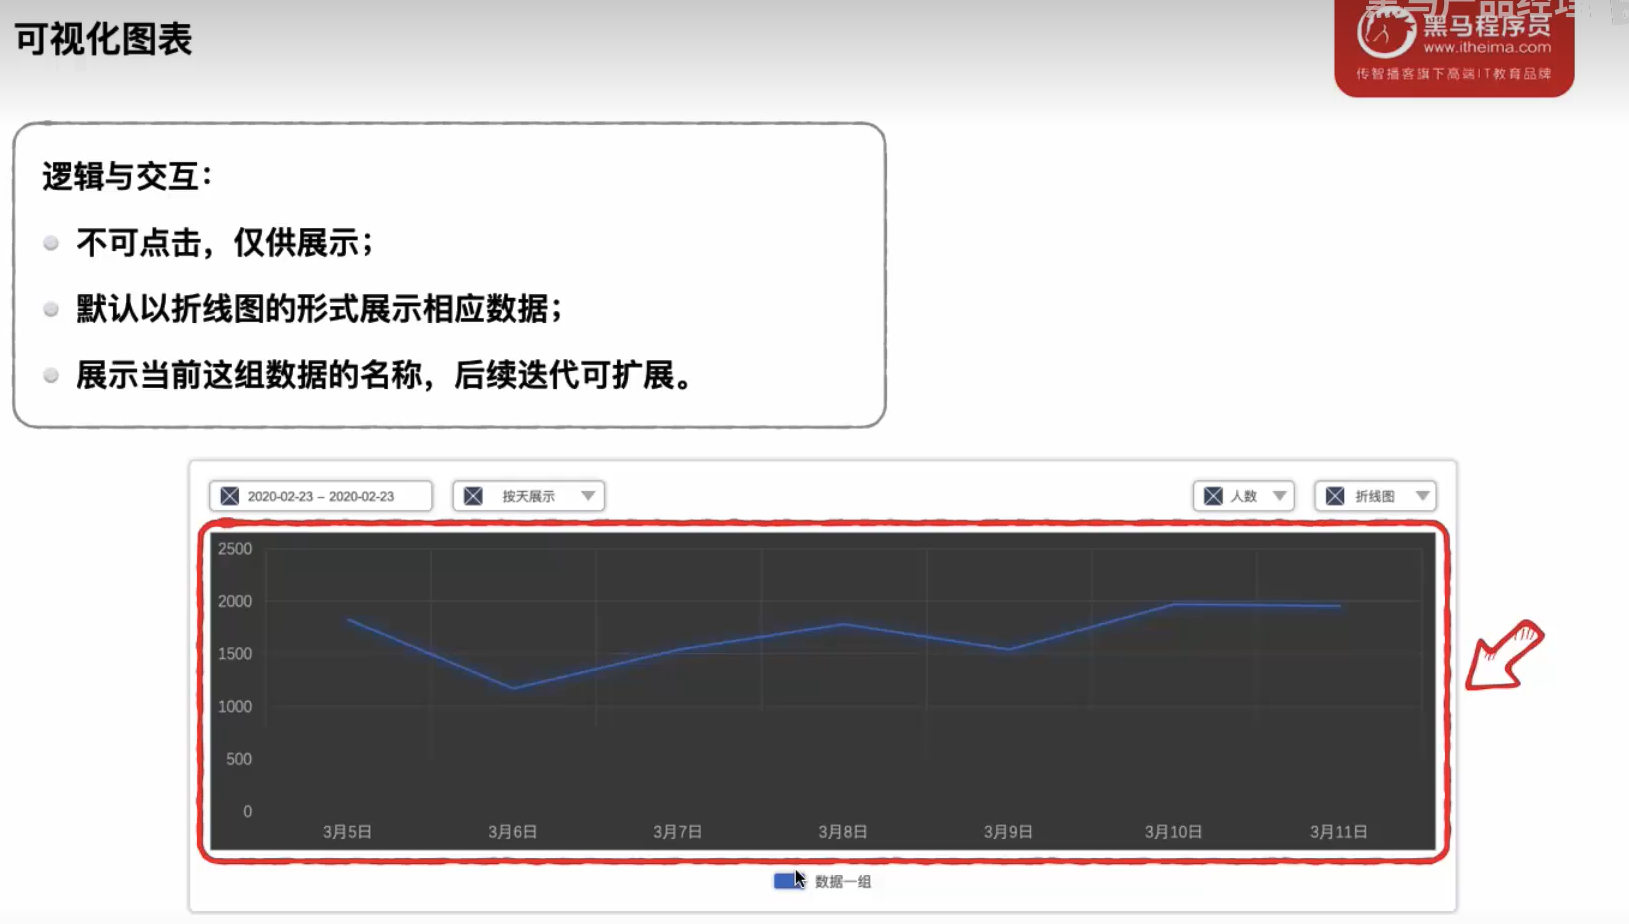 可视化图表
黑马产品经理
黑马程序员
www.itheima.com
传智播客旗下高端IT教育品牌
逻辑与交互：
不可点击，仅供展示；
默认以折线图的形式展示相应数据；
展示当前这组数据的名称，后续迭代可扩展。
2020-02-23 – 2020-02-23
按天展示
人数
折线图
2500
2000
1500
1000
500
0
3月5日
3月6日
3月7日
3月8日
3月9日
3月10日
3月11日
数据一组